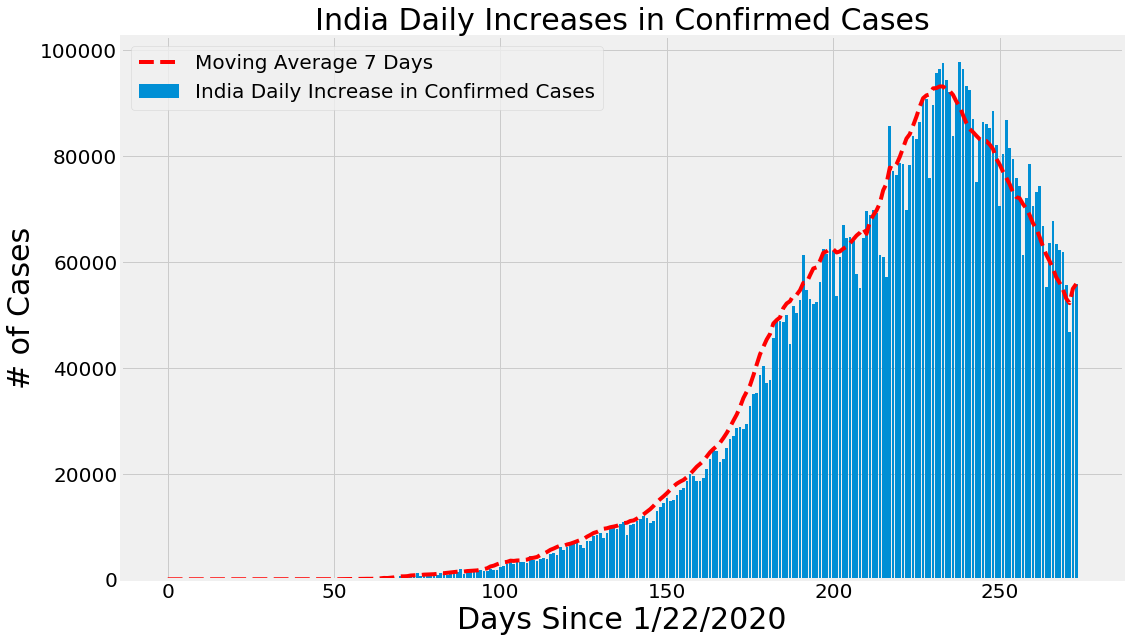 India Daily Increases in Confirmed Cases
100000
80000
60000
40000
20000
0
# of Cases
Moving Average 7 Days
India Daily Increase in Confirmed Cases
0 50 100 150 200 250
Days Since 1/22/2020